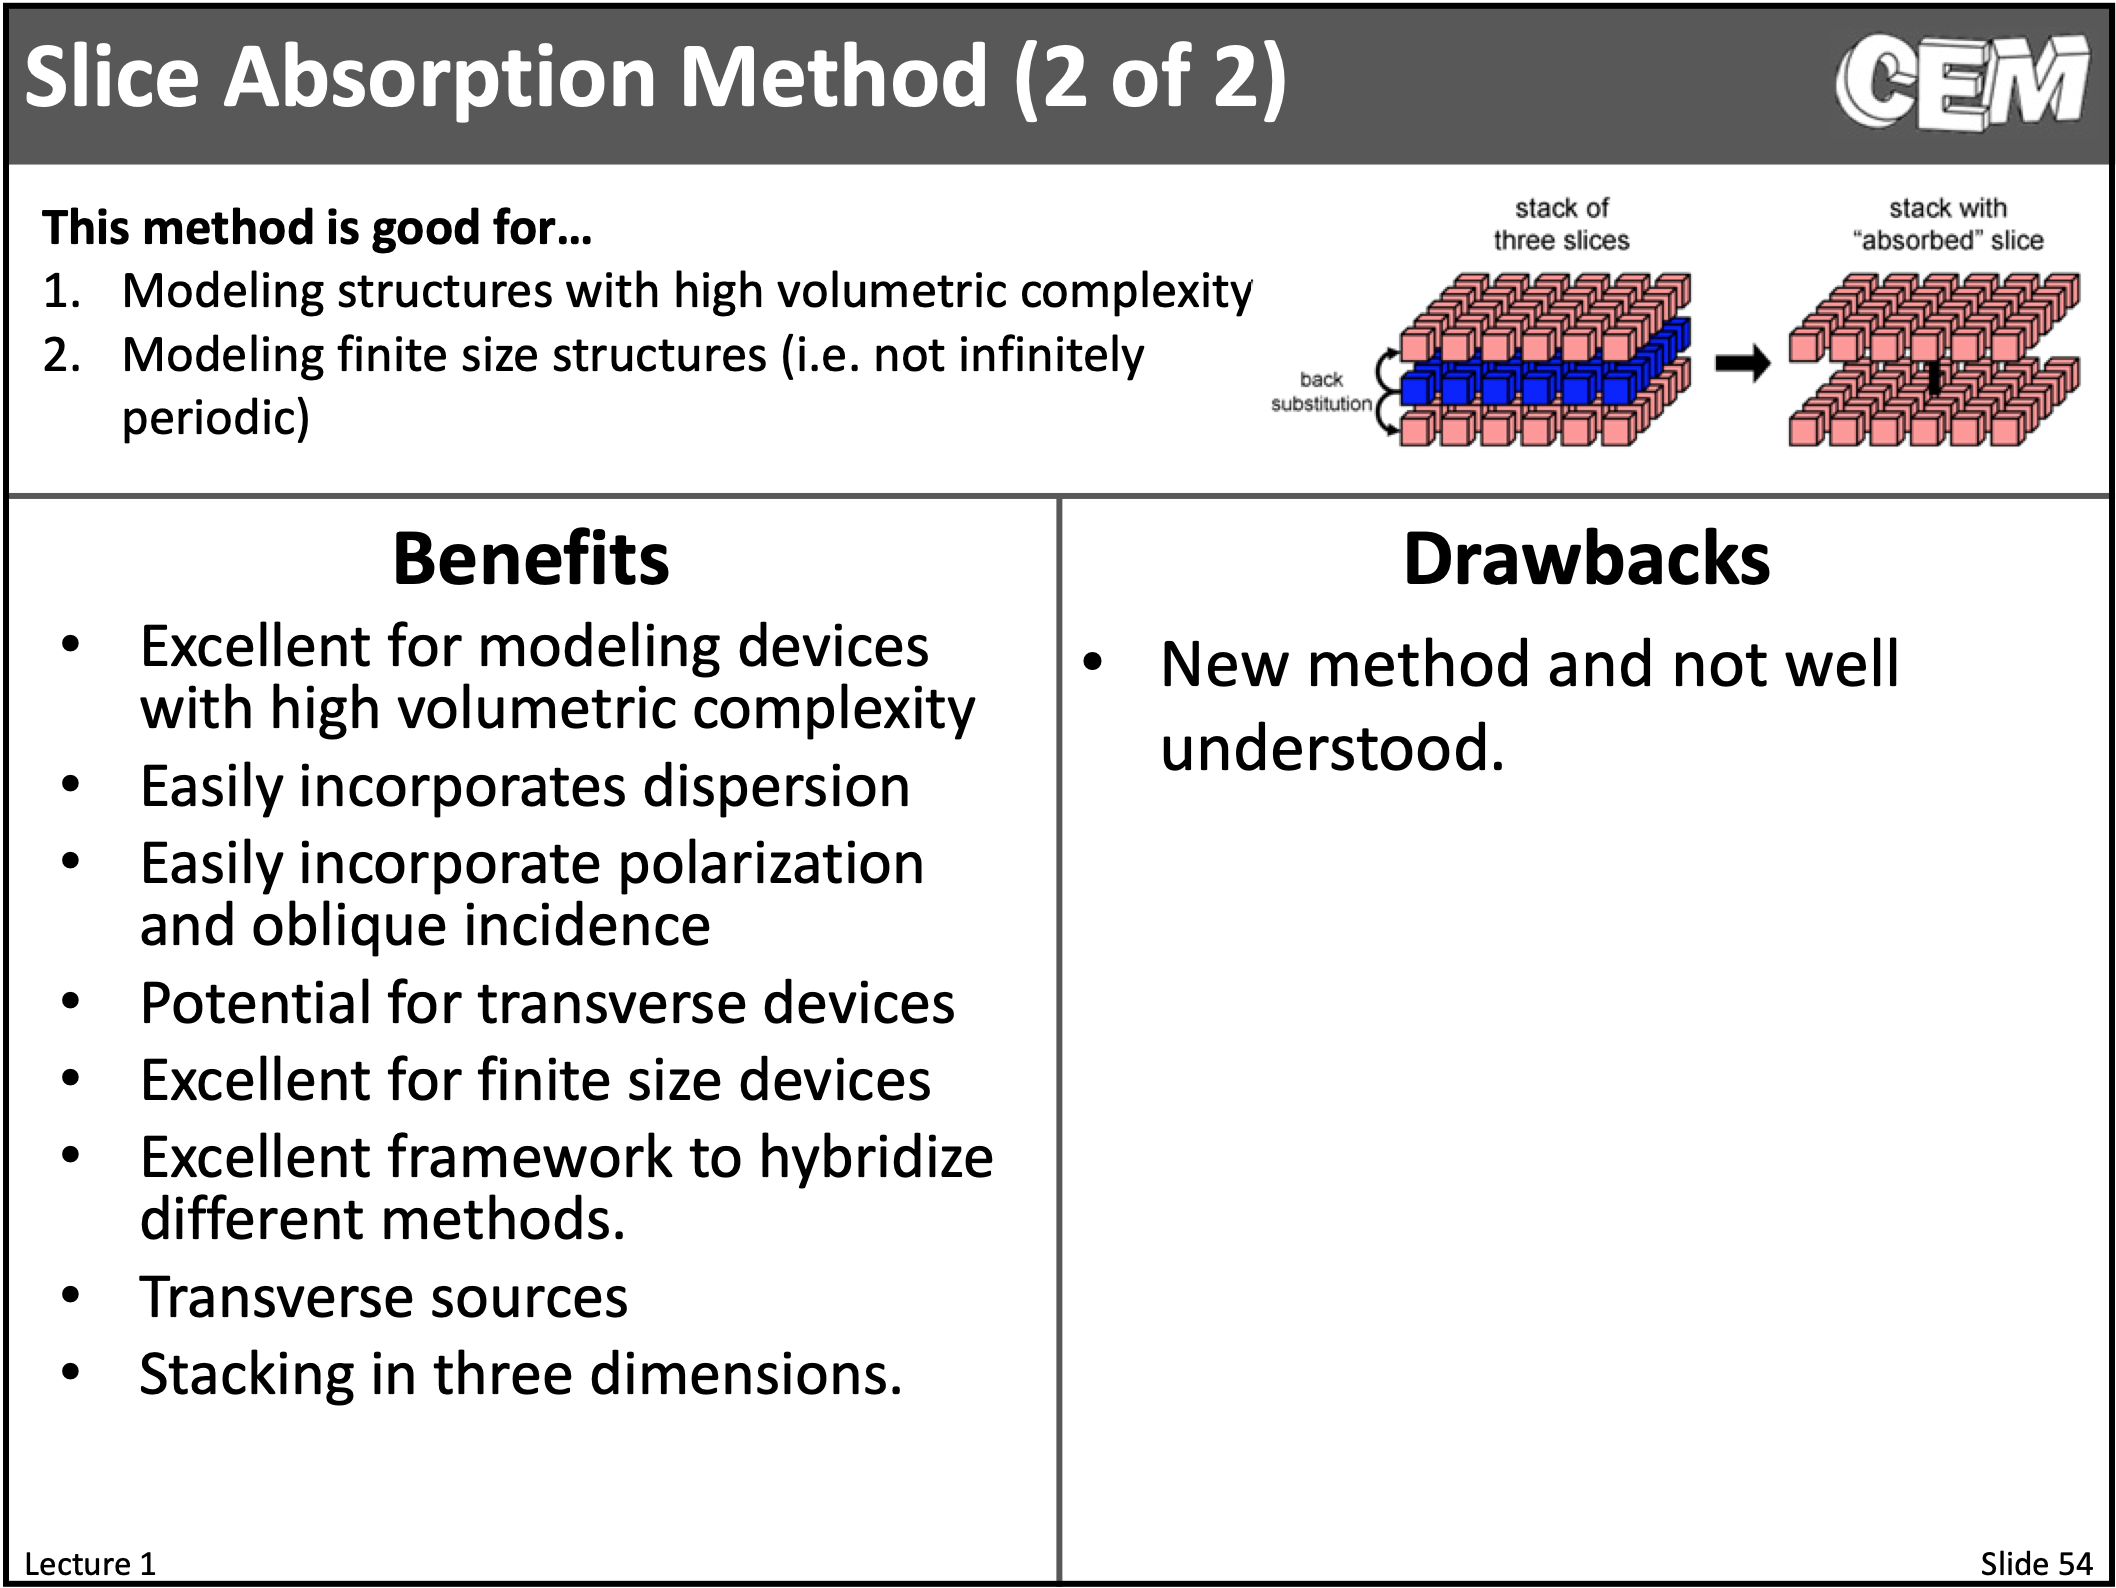 Slice Absorption Method (2 of 2)
CEM
This method is good for…
1. Modeling structures with high volumetric complexity
2. Modeling finite size structures (i.e. not infinitely
periodic)
stack of
three slices
stack with
“absorbed” slice
back
substitution
Benefits
• Excellent for modeling devices
with high volumetric complexity
• Easily incorporates dispersion
• Easily incorporate polarization
and oblique incidence
• Potential for transverse devices
• Excellent for finite size devices
• Excellent framework to hybridize
different methods.
• Transverse sources
• Stacking in three dimensions.
Drawbacks
• New method and not well
understood.
Lecture 1
Slide 54